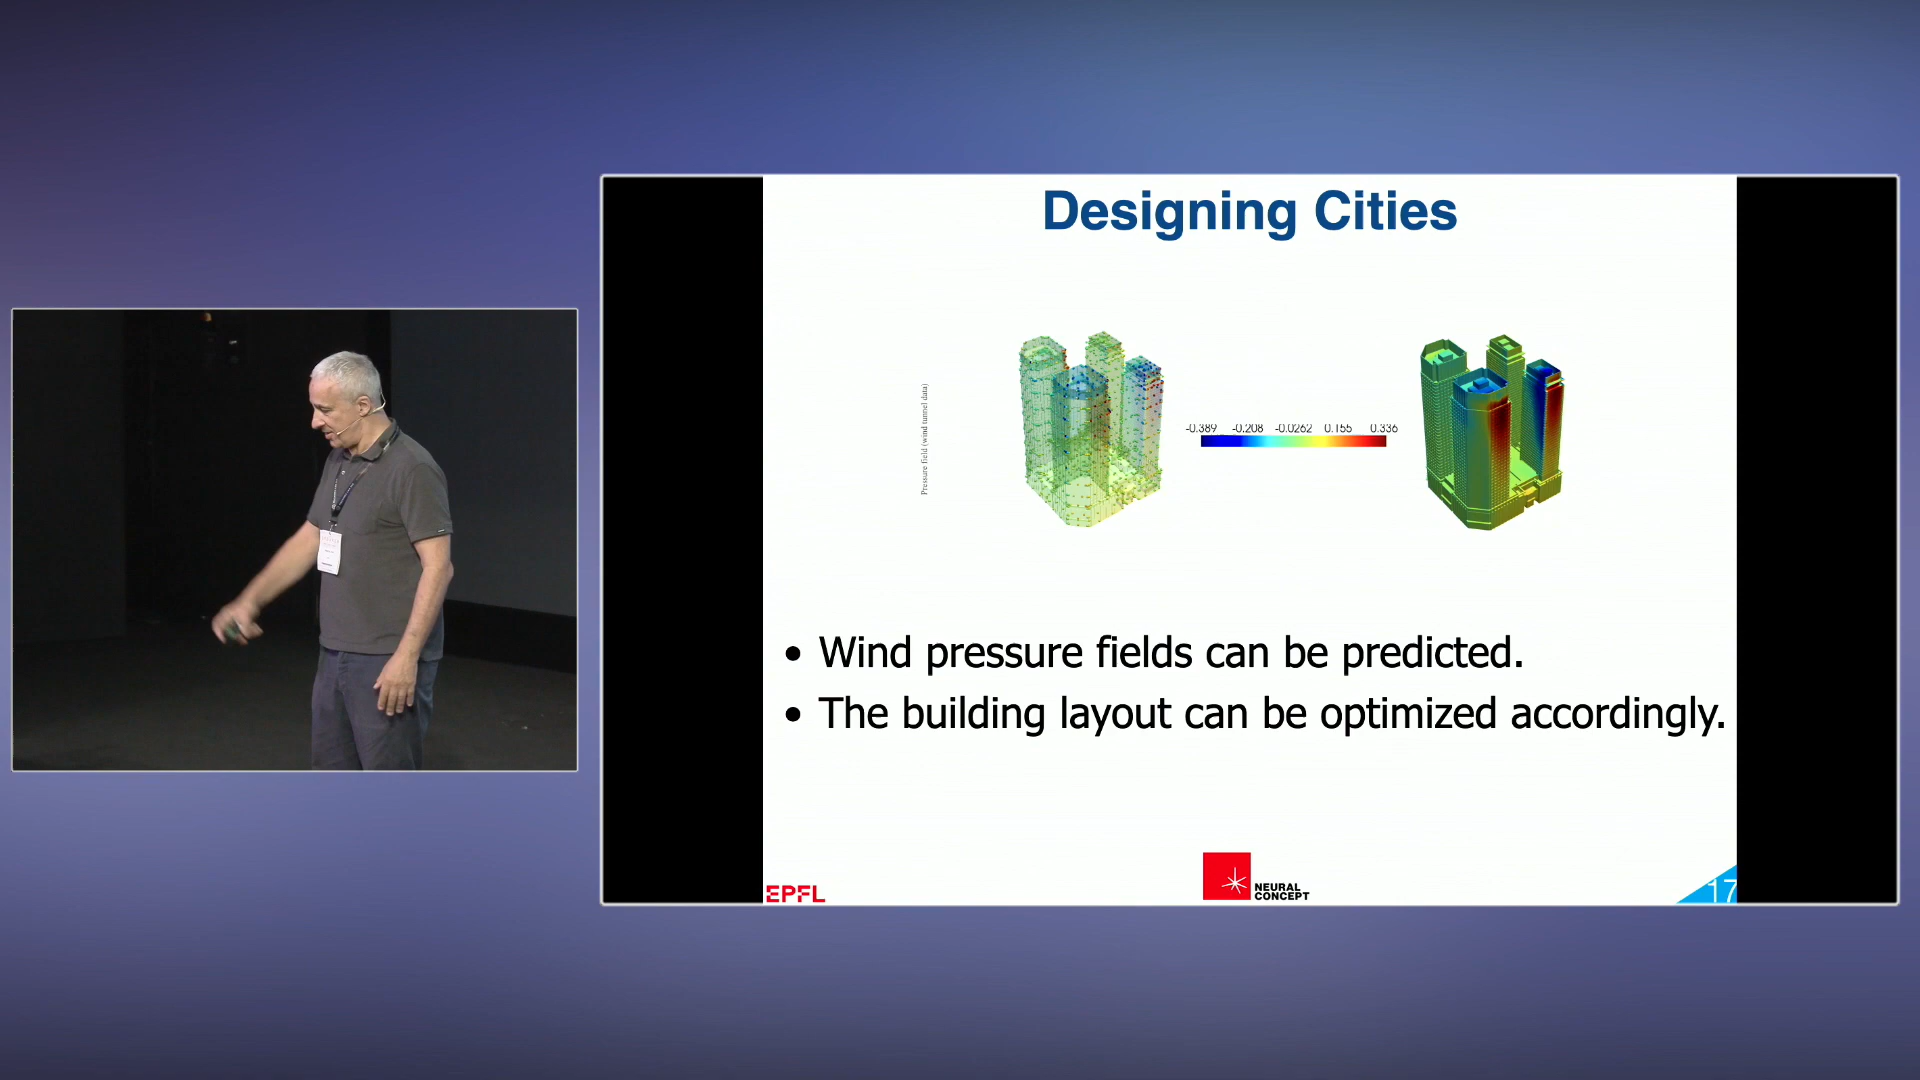 Designing Cities
Pressure field (wind tunnel data)
-0.389 -0.208 -0.0262 0.155 0.336
• Wind pressure fields can be predicted.
• The building layout can be optimized accordingly.
EPFL
NEURAL
CONCEPT
17